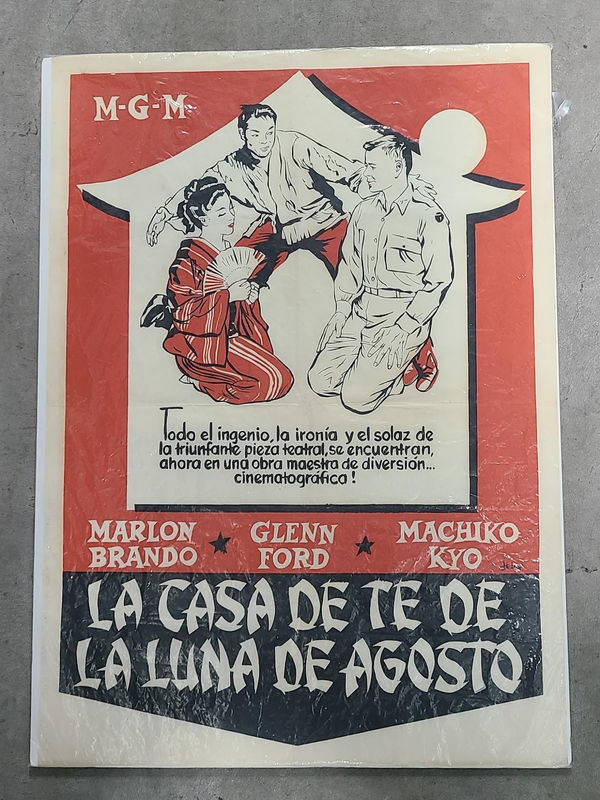 M-G-M
Todo el ingenio, la ironía y el solaz de
la triunfante pieza teatral, se encuentran,
ahora en una obra maestra de diversión...
cinematográfica!
MARLON BRANDO ★ GLENN FORD ★ MACHIKO KYO
LA CASA DE TE DE
LA LUNA DE AGOSTO